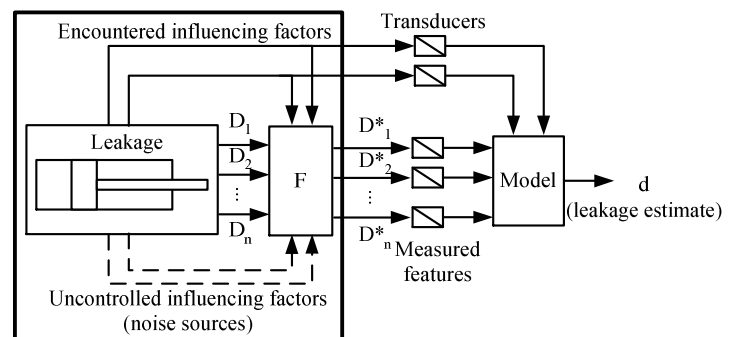 Encountered influencing factors
Transducers
Leakage
D1
D2
⋮
Dn
F
D*1
D*2
⋮
D*n
Model
d
(leakage estimate)
Measured
features
Uncontrolled influencing factors
(noise sources)